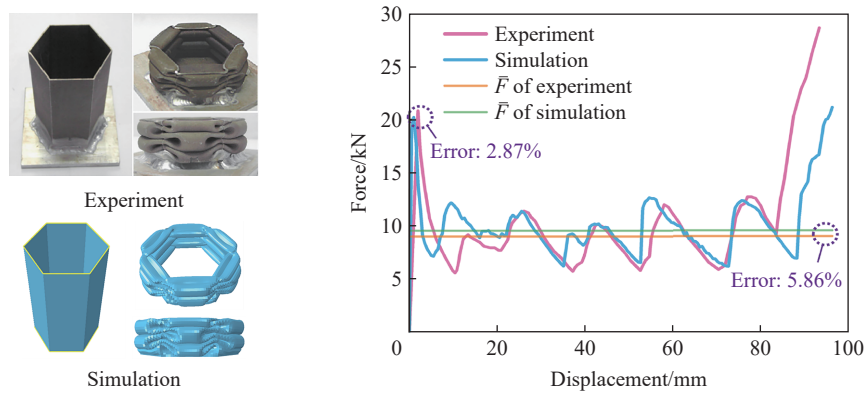 Experiment
Simulation
Force/kN
30
25
20
15
10
5
0
20
40
60
80
100
Displacement/mm
Experiment
Simulation
F̄ of experiment
F̄ of simulation
Error: 2.87%
Error: 5.86%